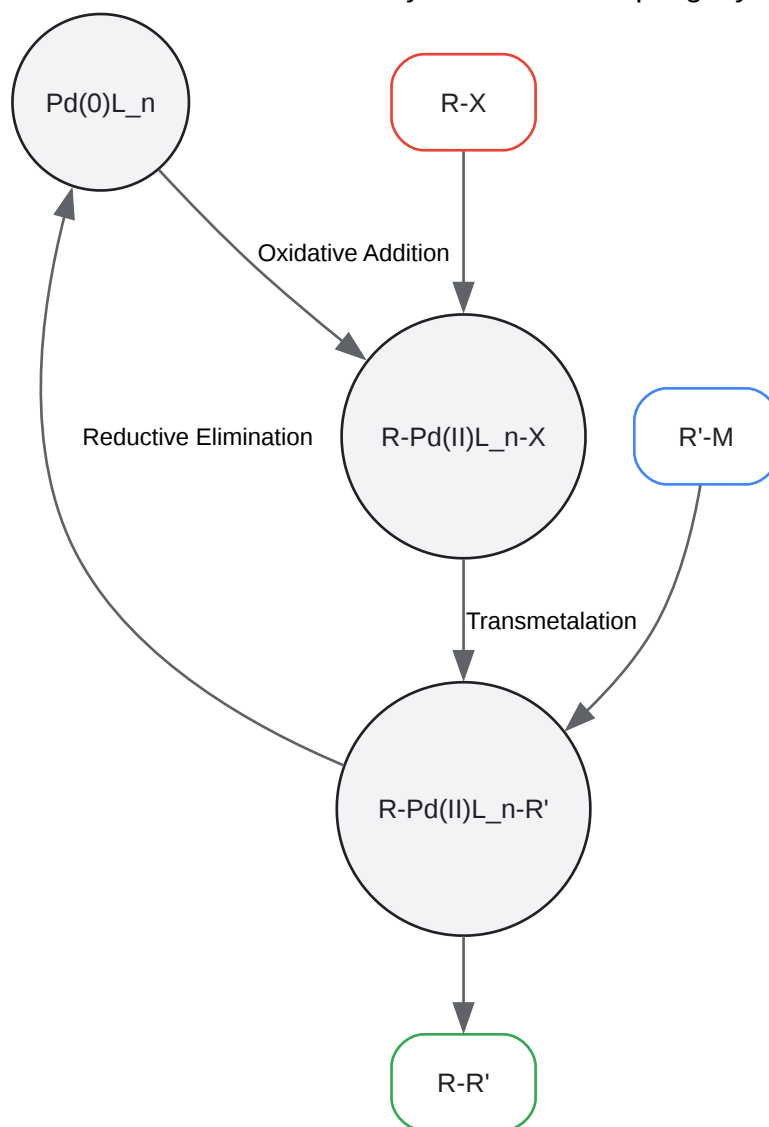 Pd(0)L_n
R-X
Oxidative Addition
Reductive Elimination
R-Pd(II)L_n-X
R'-M
Transmetalation
R-Pd(II)L_n-R'
R-R'